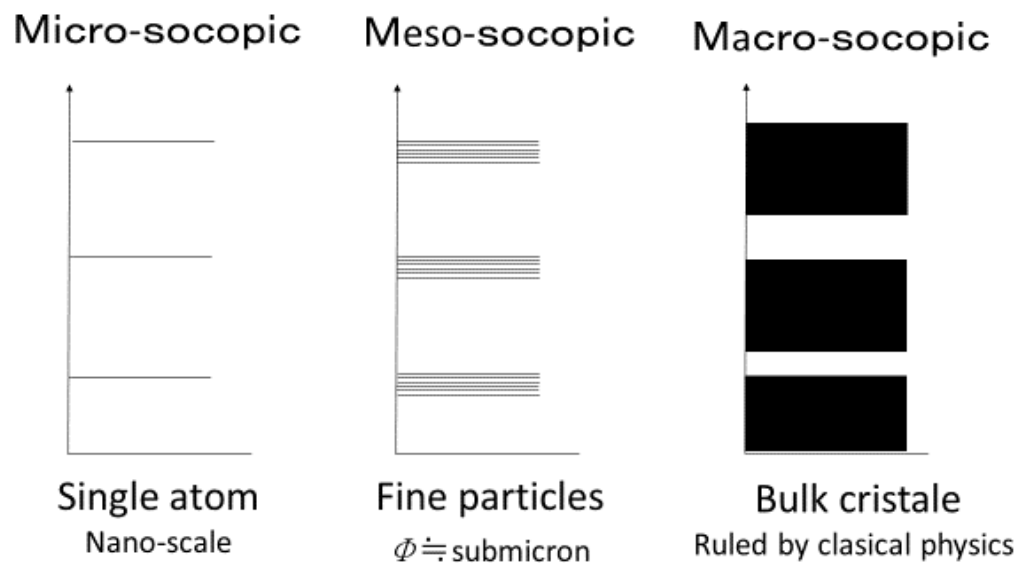 Micro-socopic
Meso-socopic
Macro-socopic
Single atom
Nano-scale
Fine particles
Φ≒submicron
Bulk cristale
Ruled by clasical physics